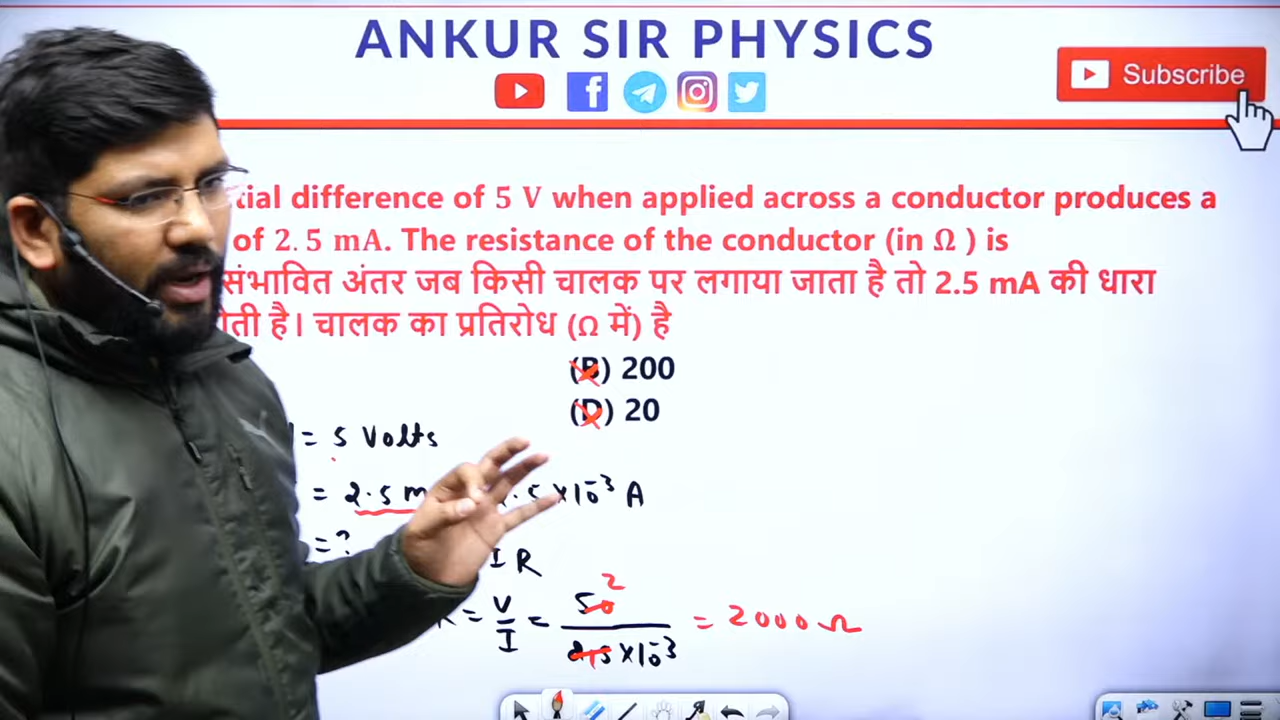 ANKUR SIR PHYSICS
Subscribe
tial difference of 5 V when applied across a conductor produces a
of 2.5 mA. The resistance of the conductor (in Ω ) is
संभावित अंतर जब किसी चालक पर लगाया जाता है तो 2.5 mA की धारा
ोती है। चालक का प्रतिरोध (Ω में) है
(B) 200
(D) 20
= 5 Volts
= 2.5 m .5 × 10⁻³ A
= ?
I R
= V/I = 50 2 / 25 × 10⁻³ = 2000 Ω